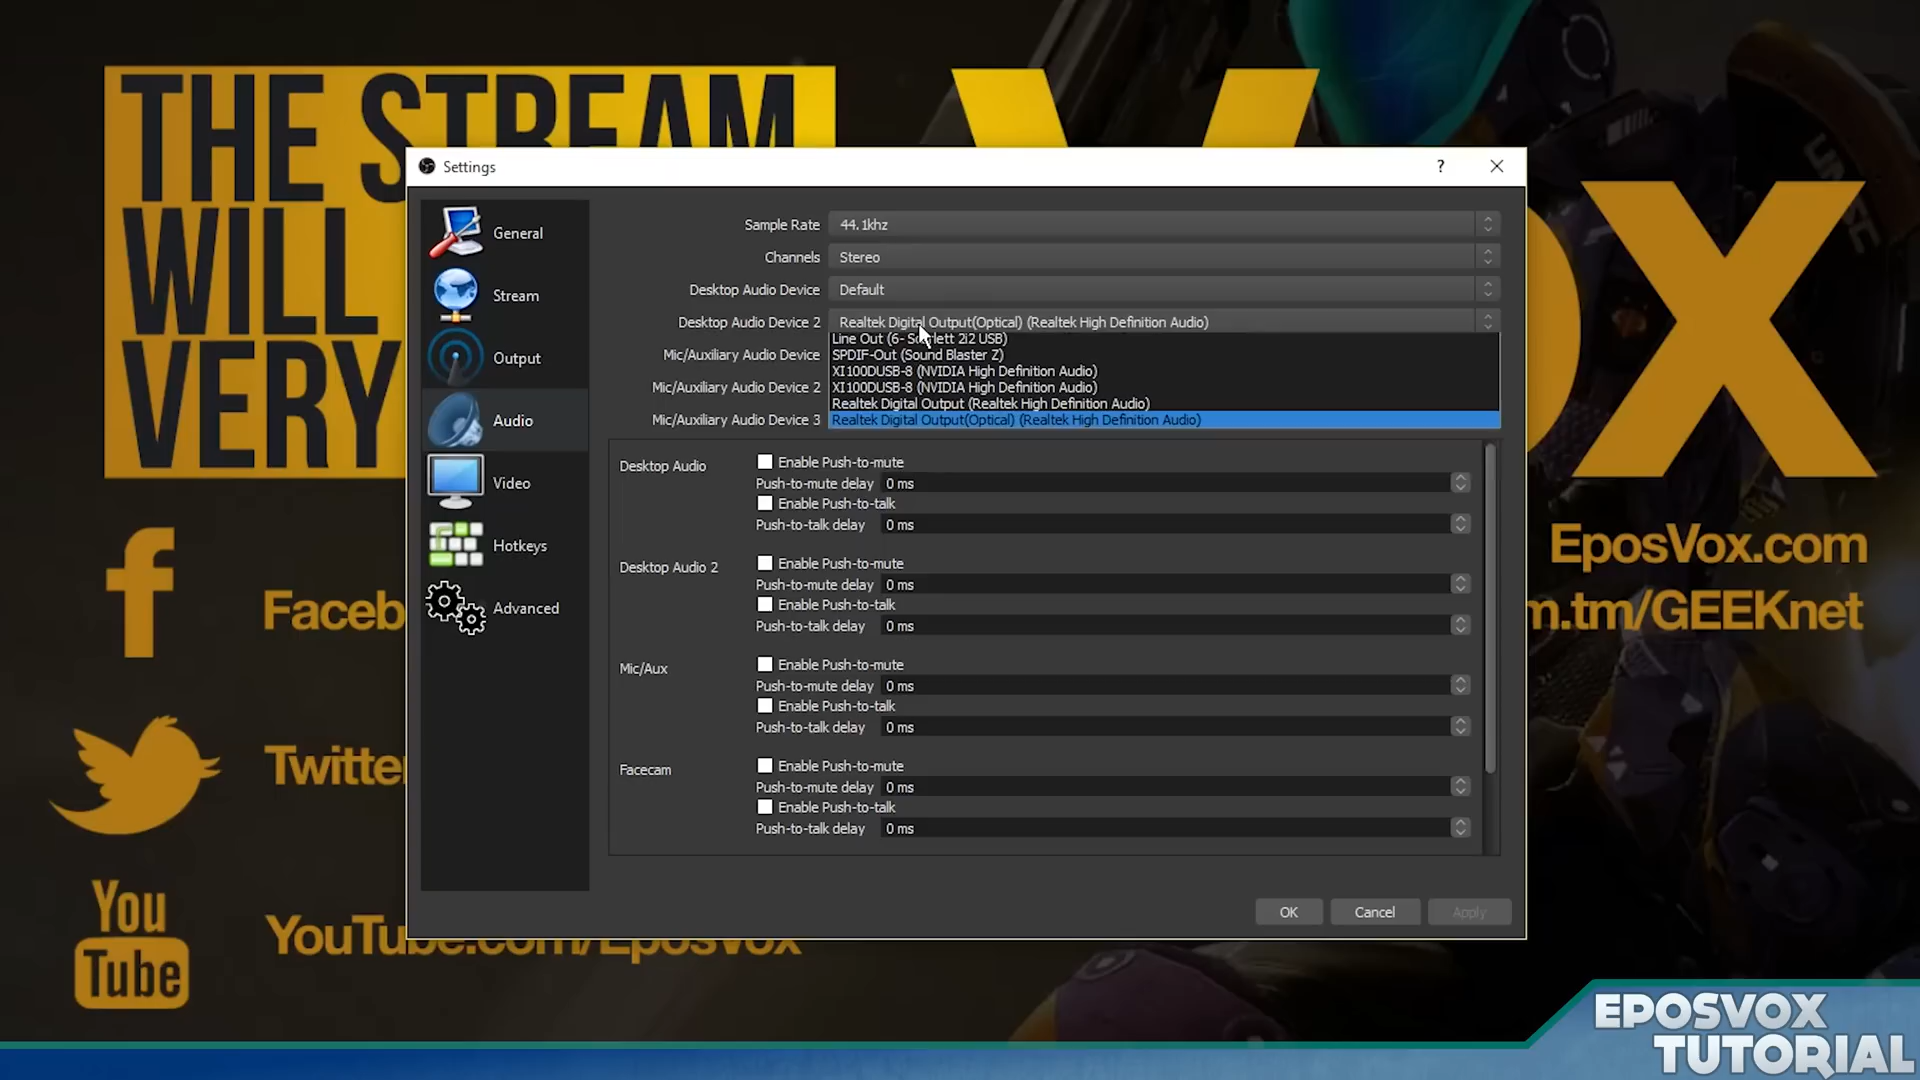 THE STREAM
WILL
VERY
Settings
?
General
Stream
Output
Audio
Video
Hotkeys
Advanced
Sample Rate 44.1khz
Channels Stereo
Desktop Audio Device Default
Desktop Audio Device 2 Realtek Digital Output(Optical) (Realtek High Definition Audio)
Line Out (6- Scarlett 2i2 USB)
Mic/Auxiliary Audio Device SPDIF-Out (Sound Blaster Z)
XI100DUSB-8 (NVIDIA High Definition Audio)
Mic/Auxiliary Audio Device 2 XI100DUSB-8 (NVIDIA High Definition Audio)
Realtek Digital Output (Realtek High Definition Audio)
Mic/Auxiliary Audio Device 3 Realtek Digital Output(Optical) (Realtek High Definition Audio)
Desktop Audio Enable Push-to-mute
Push-to-mute delay 0 ms
Enable Push-to-talk
Push-to-talk delay 0 ms
Desktop Audio 2 Enable Push-to-mute
Push-to-mute delay 0 ms
Enable Push-to-talk
Push-to-talk delay 0 ms
Mic/Aux Enable Push-to-mute
Push-to-mute delay 0 ms
Enable Push-to-talk
Push-to-talk delay 0 ms
Facecam Enable Push-to-mute
Push-to-mute delay 0 ms
Enable Push-to-talk
Push-to-talk delay 0 ms
OK Cancel Apply
OX
EposVox.com
m.tm/GEEKnet
f
Faceb
Twitter
You
Tube
YouTube.com/EposVox
EPOSVOX
TUTORIAL